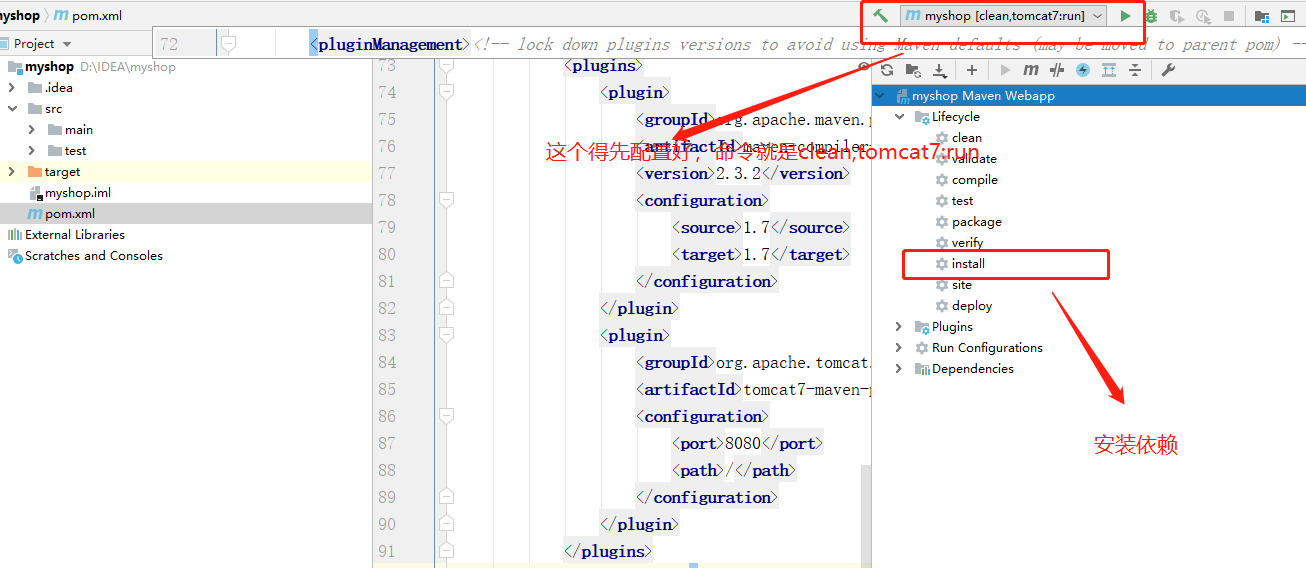 myshop > pom.xml
myshop [clean,tomcat7:run]
Project
72 <pluginManagement><!-- lock down plugins versions to avoid using Maven defaults (may be moved to parent pom) --
myshop D:\IDEA\myshop
.idea
src
main
test
target
myshop.iml
pom.xml
External Libraries
Scratches and Consoles
73 <plugins>
74 <plugin>
75 <groupId>org.apache.maven.p
76 <artifactId>maven-compiler
这个得先配置好，命令就是clean,tomcat7:run
77 <version>2.3.2</version>
78 <configuration>
79 <source>1.7</source>
80 <target>1.7</target>
81 </configuration>
82 </plugin>
83 <plugin>
84 <groupId>org.apache.tomcat.
85 <artifactId>tomcat7-maven-p
86 <configuration>
87 <port>8080</port>
88 <path>/</path>
89 </configuration>
90 </plugin>
91 </plugins>
myshop Maven Webapp
Lifecycle
clean
validate
compile
test
package
verify
install
site
deploy
Plugins
Run Configurations
Dependencies
安装依赖